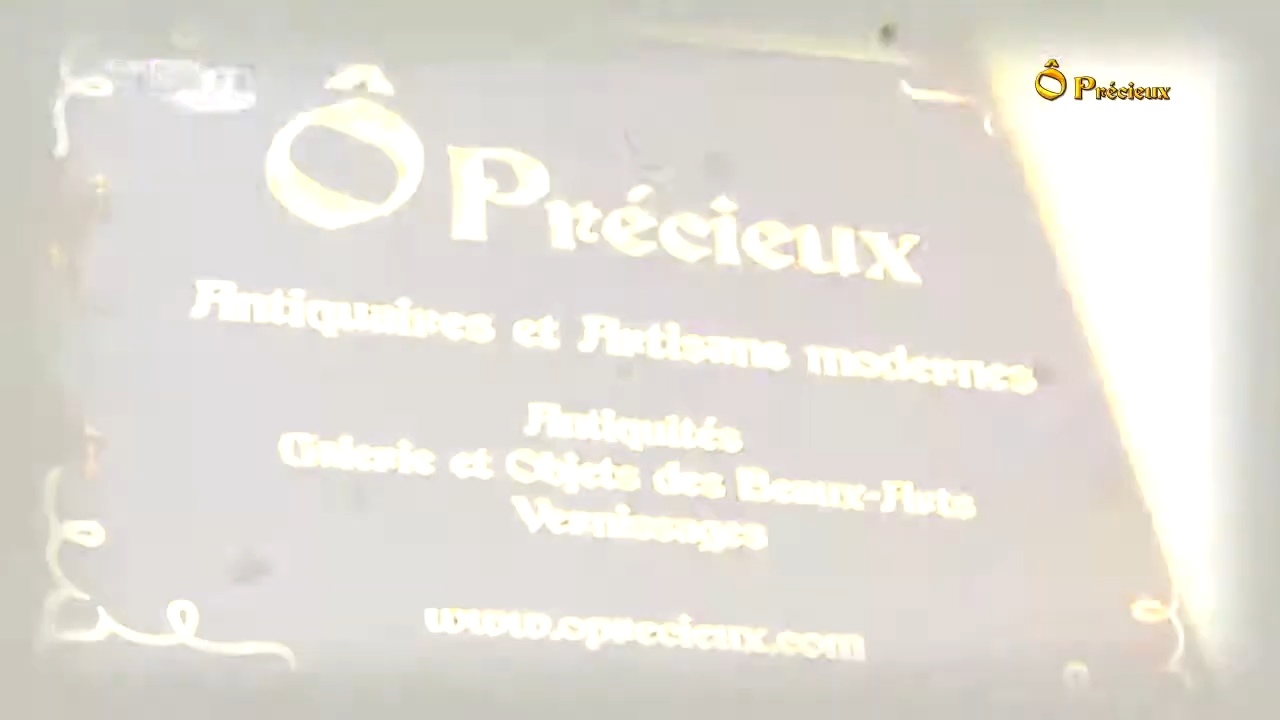 Ô Précieux
Ô Précieux
Antiquaires et Artisans modernes
Antiquités
Galerie et Objets des Beaux-Arts
Vernissages
www.oprecieux.com